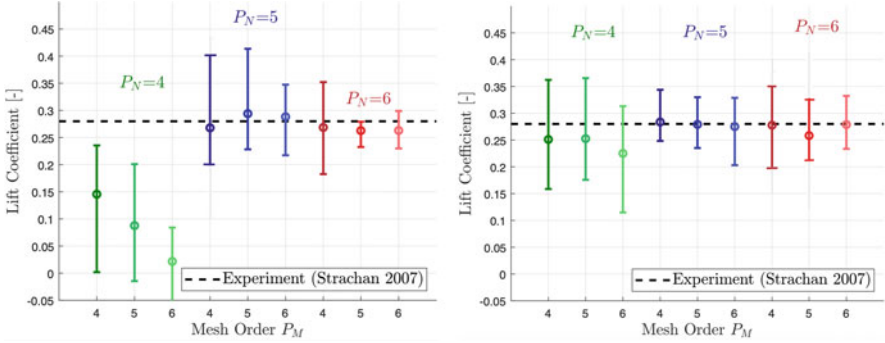 P_N=5
P_N=4
P_N=6
0.45
0.4
0.35
0.3
0.25
0.2
0.15
0.1
0.05
0
-0.05
Lift Coefficient [-]
Experiment (Strachan 2007)
4 5 6 4 5 6 4 5 6
Mesh Order P_M
P_N=4
P_N=5
P_N=6
0.45
0.4
0.35
0.3
0.25
0.2
0.15
0.1
0.05
0
-0.05
Lift Coefficient [-]
Experiment (Strachan 2007)
4 5 6 4 5 6 4 5 6
Mesh Order P_M